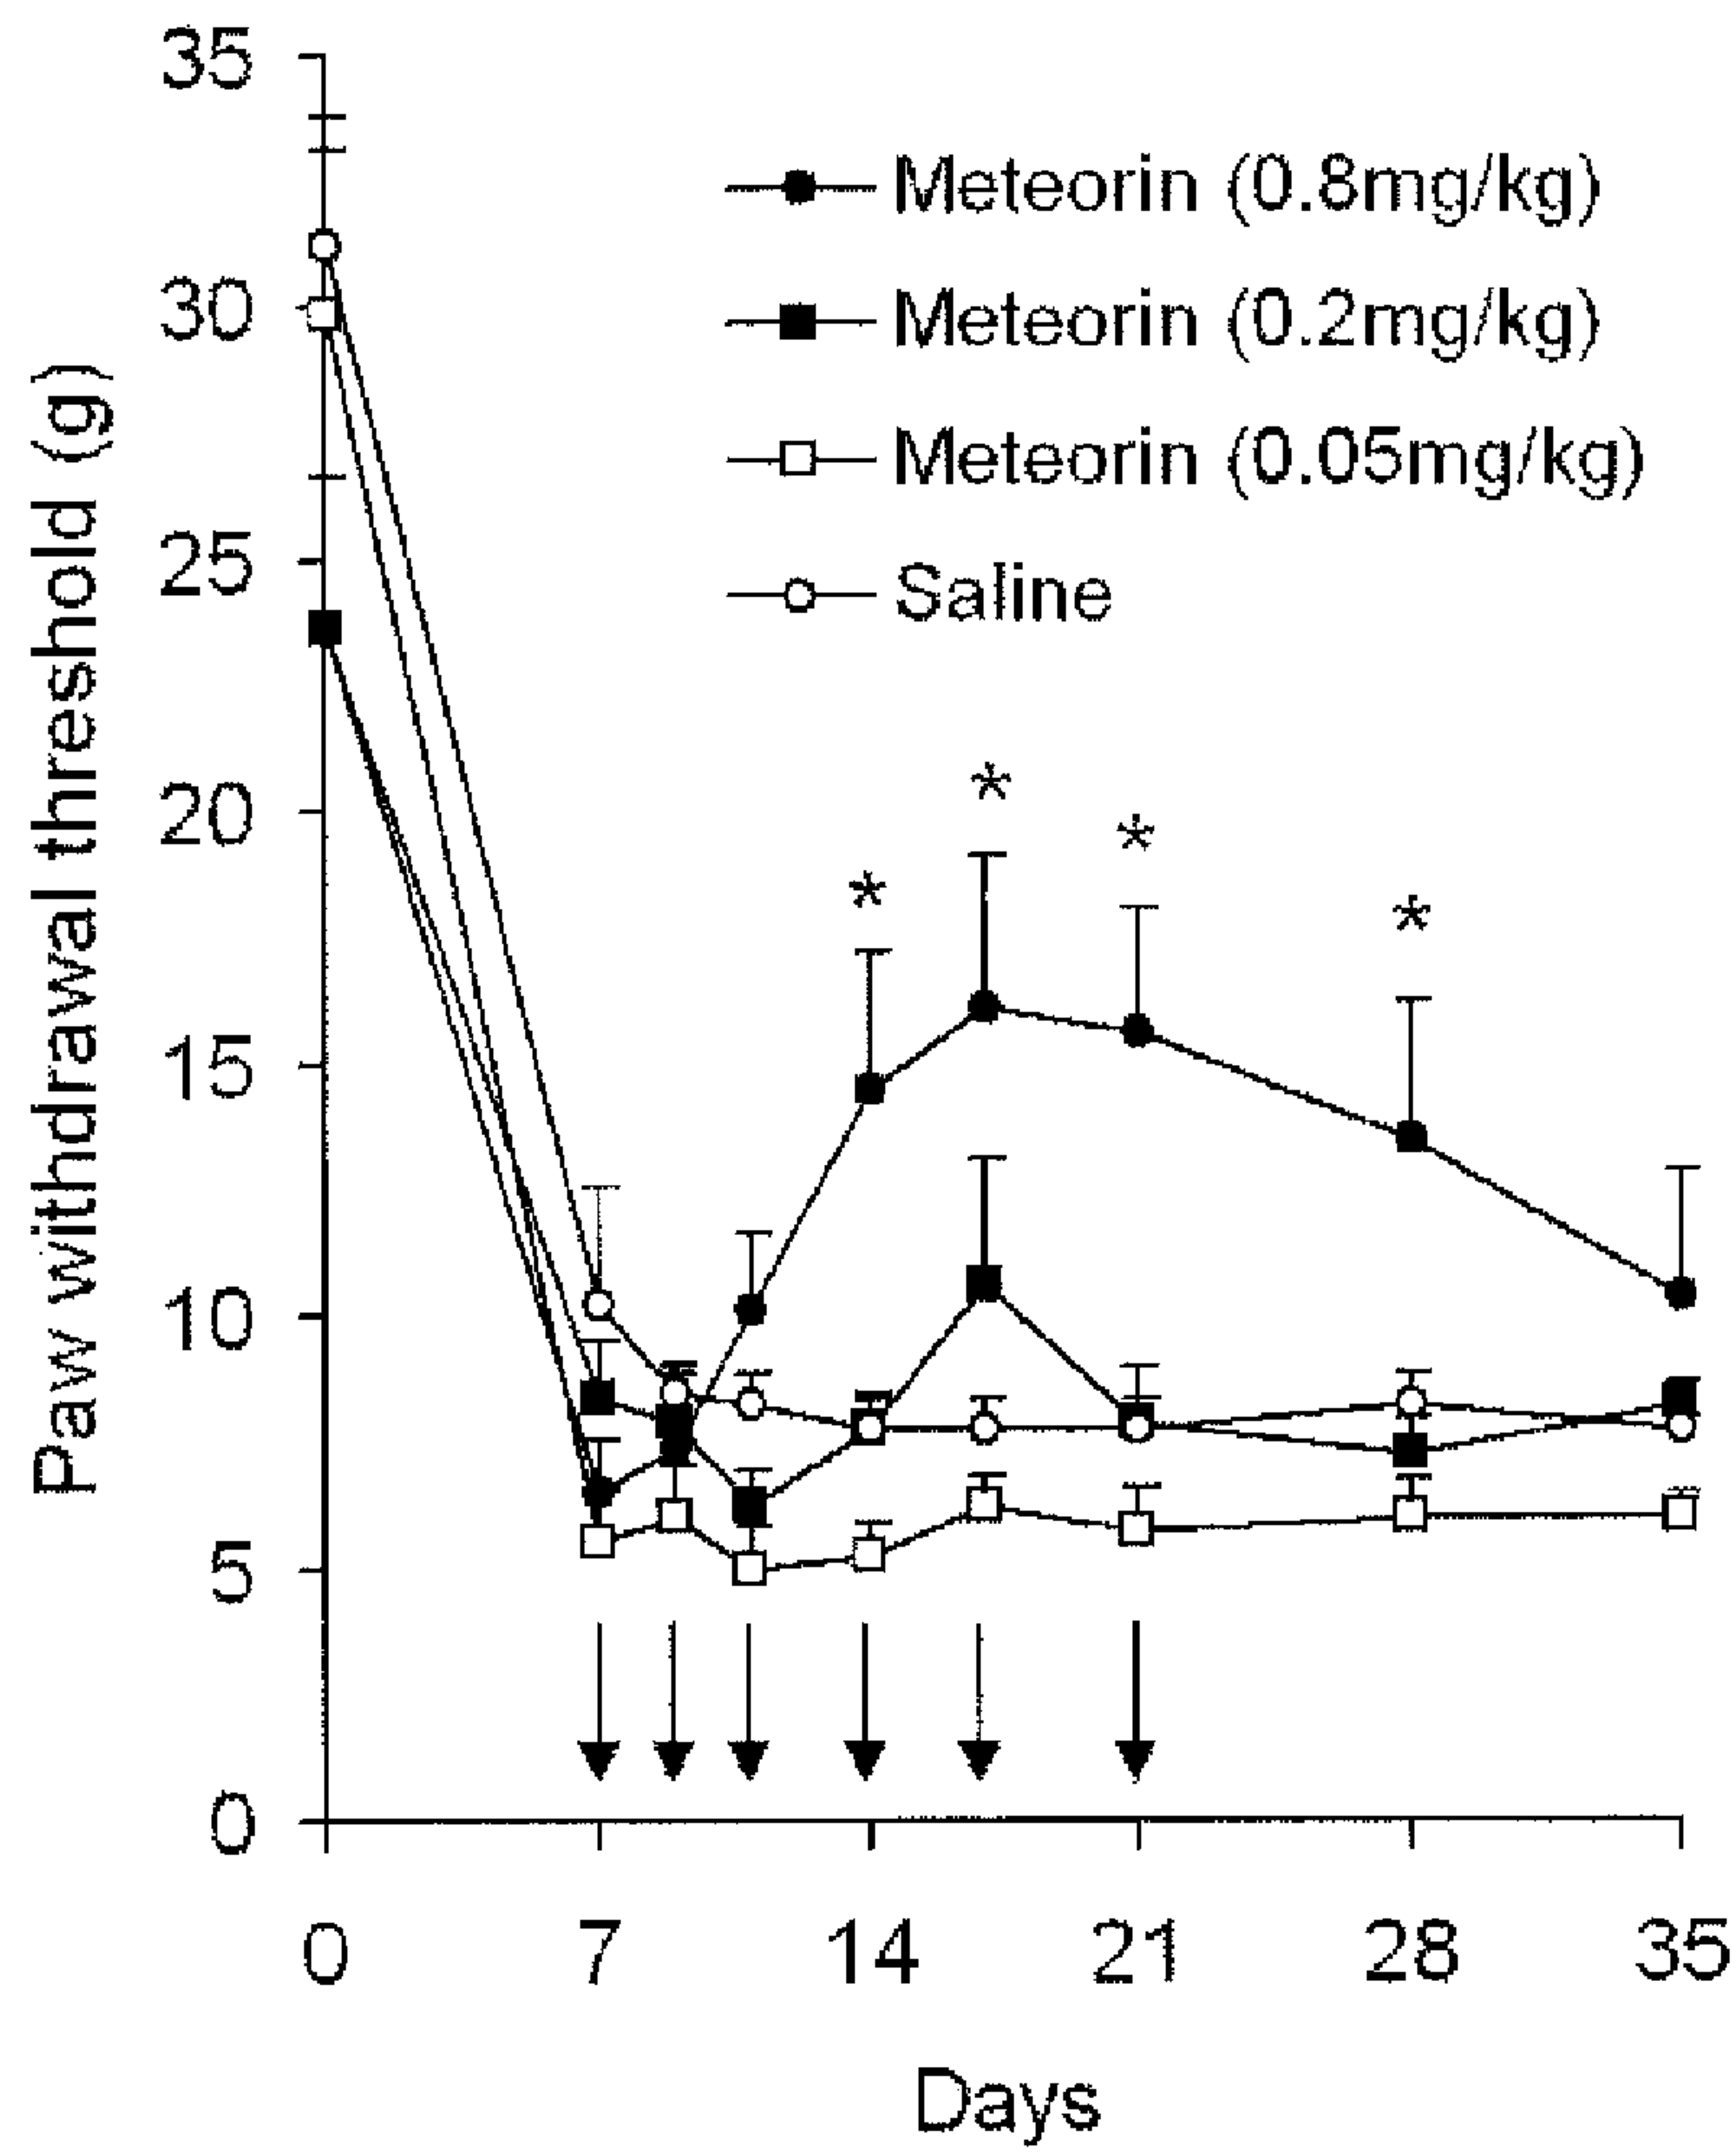 Paw withdrawal threshold (g)
35
30
25
20
15
10
5
0
Meteorin (0.8mg/kg)
Meteorin (0.2mg/kg)
Meteorin (0.05mg/kg)
Saline
*
*
*
*
0 7 14 21 28 35
Days